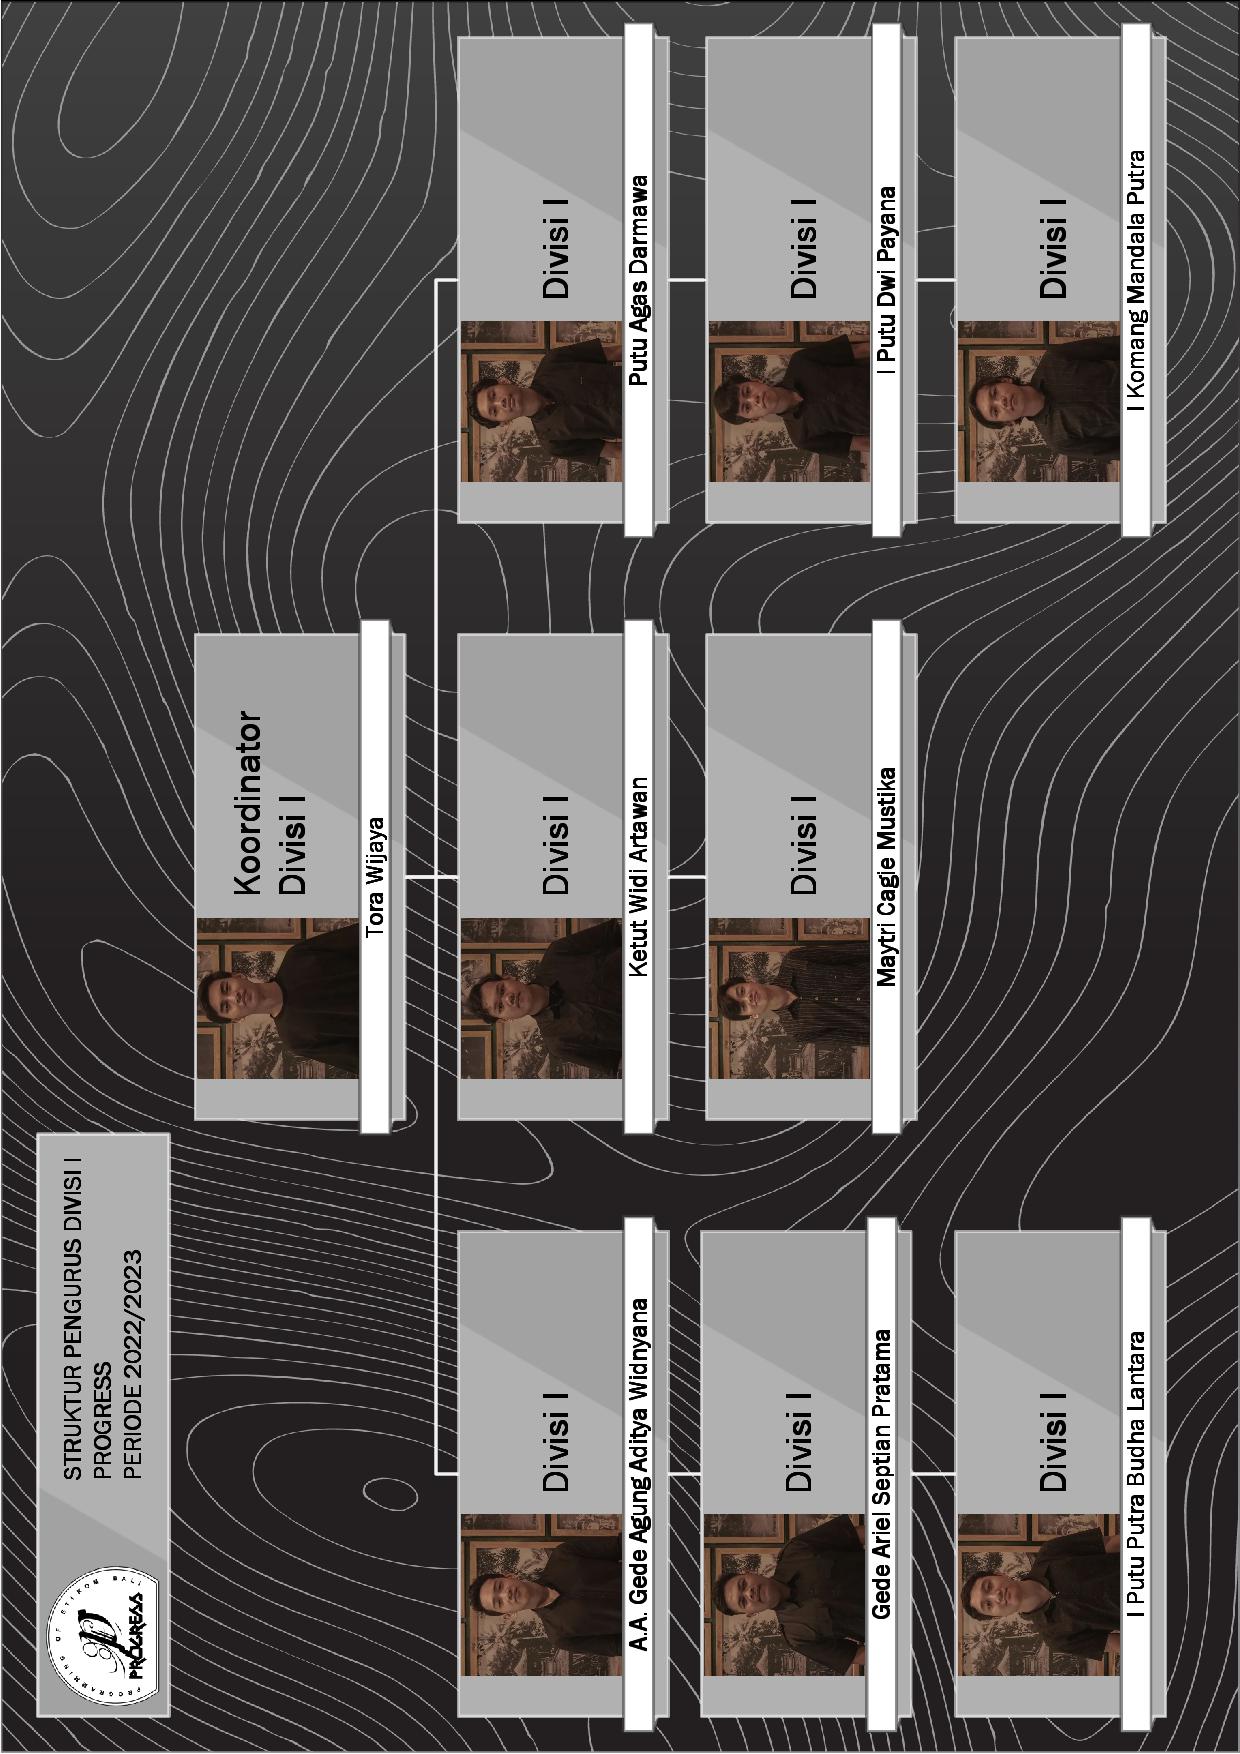 PROGRAMMING OF STIKOM BALI
PROGRESS
STRUKTUR PENGURUS DIVISI I
PROGRESS
PERIODE 2022/2023
Koordinator
Divisi I
Tora Wijaya
Divisi I
A.A. Gede Agung Aditya Widnyana
Divisi I
Ketut Widi Artawan
Divisi I
Putu Agas Darmawa
Divisi I
Gede Ariel Septian Pratama
Divisi I
Maytri Cagie Mustika
Divisi I
I Putu Dwi Payana
Divisi I
I Putu Putra Budha Lantara
Divisi I
I Komang Mandala Putra